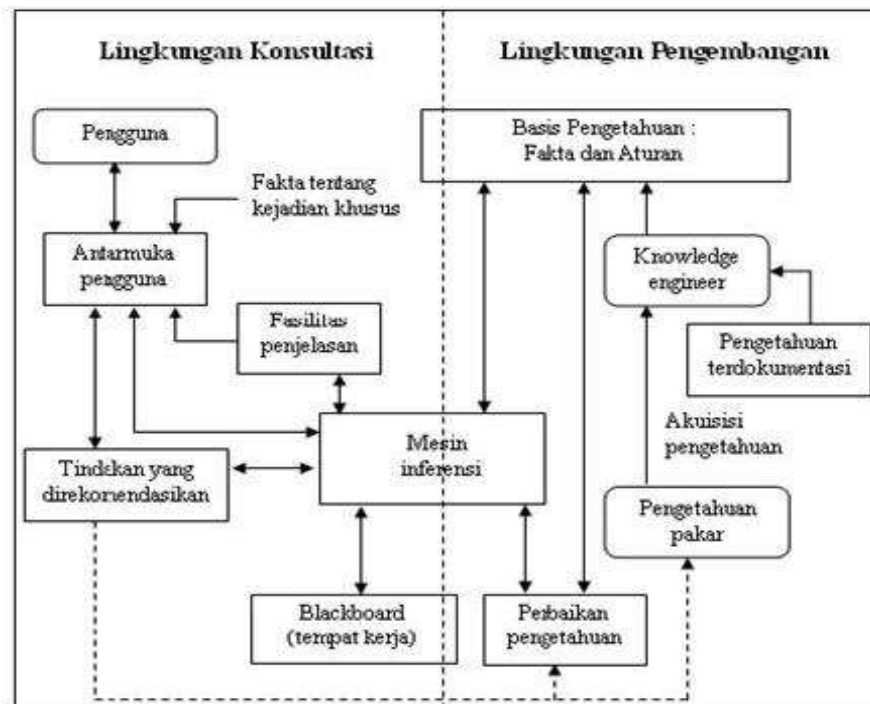 Lingkungan Konsultasi
Lingkungan Pengembangan
Pengguna
Basis Pengetahuan :
Fakta dan Aturan
Fakta tentang
kejadian khusus
Antarmuka
pengguna
Knowledge
engineer
Fasilitas
penjelasan
Pengetahuan
terdokumentasi
Akuisisi
pengetahuan
Mesin
inferensi
Tindakan yang
direkomendasikan
Pengetahuan
pakar
Blackboard
(tempat kerja)
Perbaikan
pengetahuan